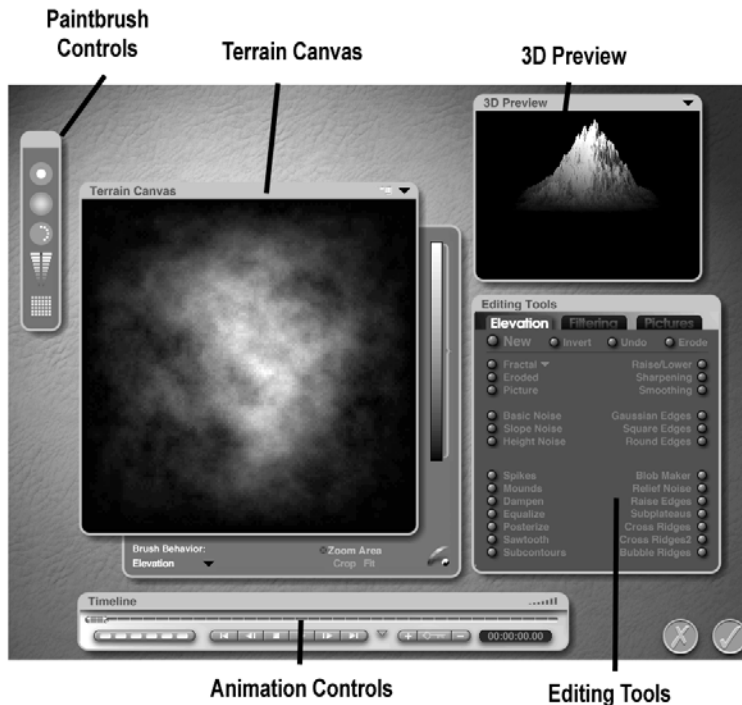 Paintbrush
Controls
Terrain Canvas
3D Preview
3D Preview
Terrain Canvas
Editing Tools
Elevation Filtering Pictures
New Invert Undo Erode
Fractal Raise/Lower
Eroded Sharpening
Picture Smoothing
Basic Noise Gaussian Edges
Slope Noise Square Edges
Height Noise Round Edges
Spikes Blob Maker
Mounds Relief Noise
Dampen Raise Edges
Equalize Subplateaus
Posterize Cross Ridges
Sawtooth Cross Ridges2
Subcontours Bubble Ridges
Brush Behavior: Zoom Area
Elevation Crop Fit
Timeline
00:00:00.00
Animation Controls
Editing Tools